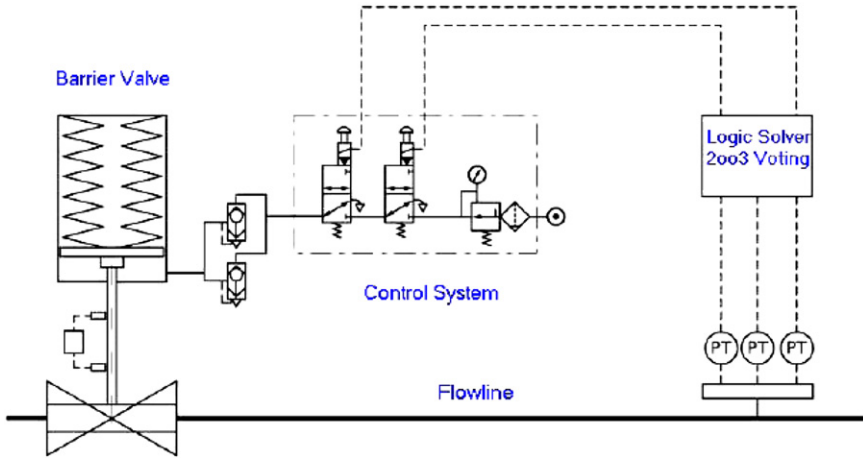 Barrier Valve
Logic Solver
2oo3 Voting
Control System
PT PT PT
Flowline